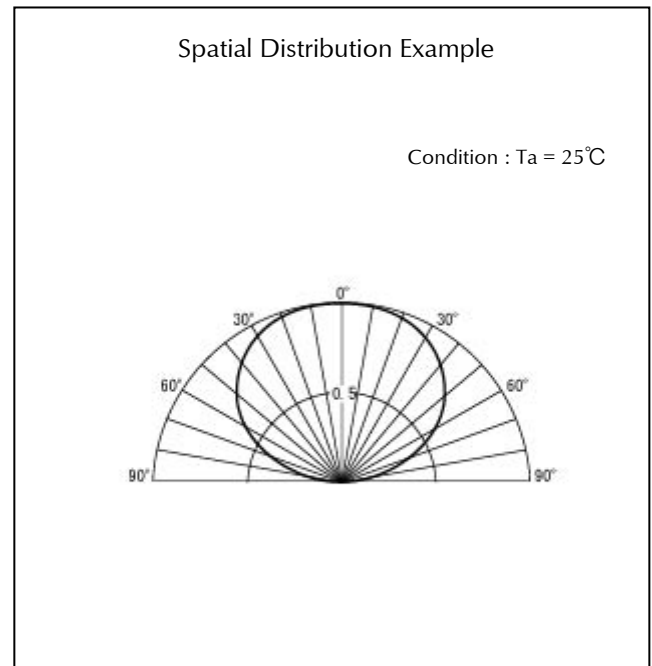 Spatial Distribution Example
Condition : Ta = 25℃
0°
30° 30°
60° 0. 5 60°
90° 90°